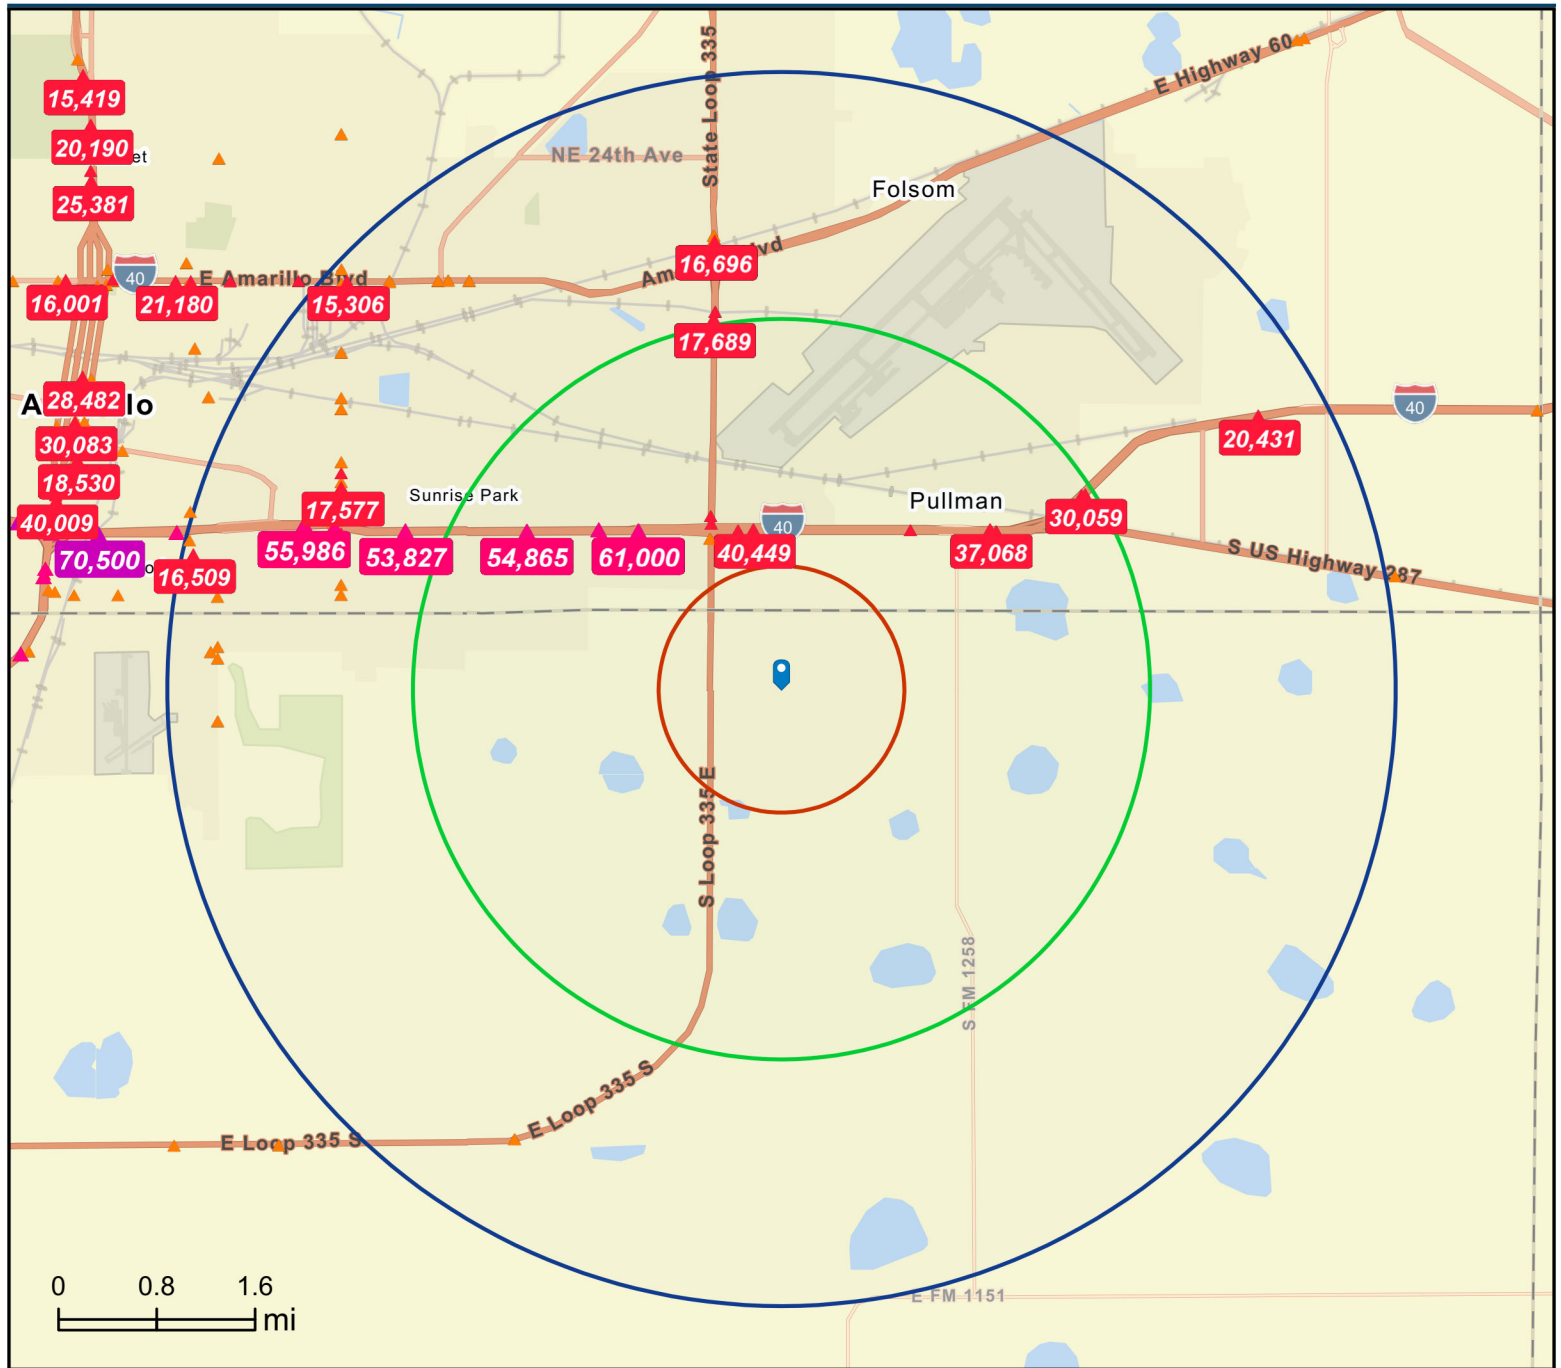 State Loop 335
E Highway 60
15,419
20,190
et
NE 24th Ave
Folsom
25,381
40
E Amarillo Blvd
16,696
16,001
21,180
15,306
17,689
28,482
lo
40
30,083
20,431
18,530
Sunrise Park
Pullman
17,577
30,059
40,009
40
70,500
55,986
53,827
54,865
61,000
40,449
37,068
S US Highway 287
16,509
S Loop 335 E
S FM 1258
E Loop 335 S
E Loop 335 S
0 0.8 1.6
mi
E FM 1151